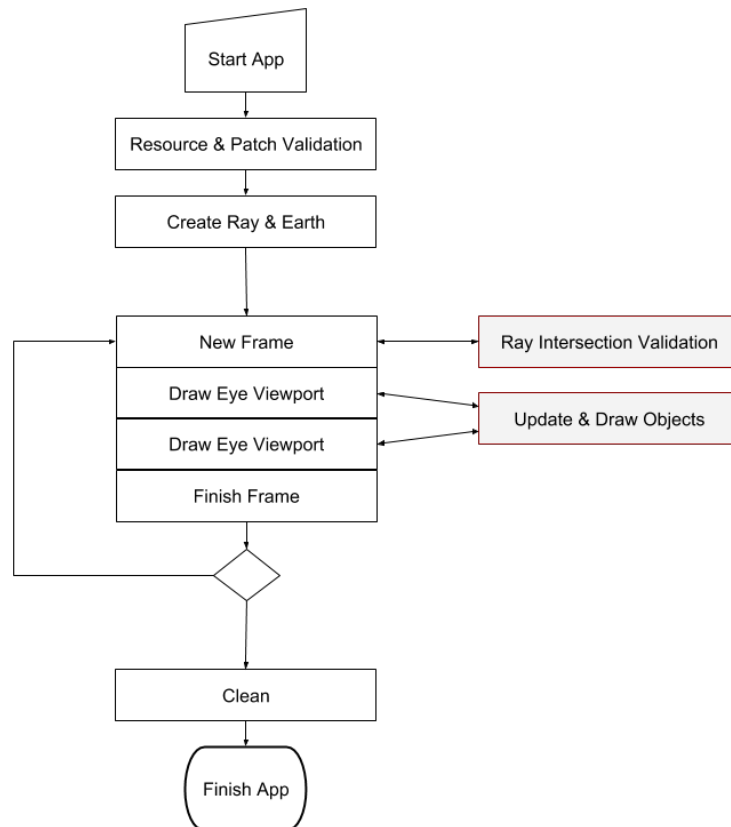 Start App
Resource & Patch Validation
Create Ray & Earth
New Frame
Ray Intersection Validation
Draw Eye Viewport
Update & Draw Objects
Draw Eye Viewport
Finish Frame
Clean
Finish App